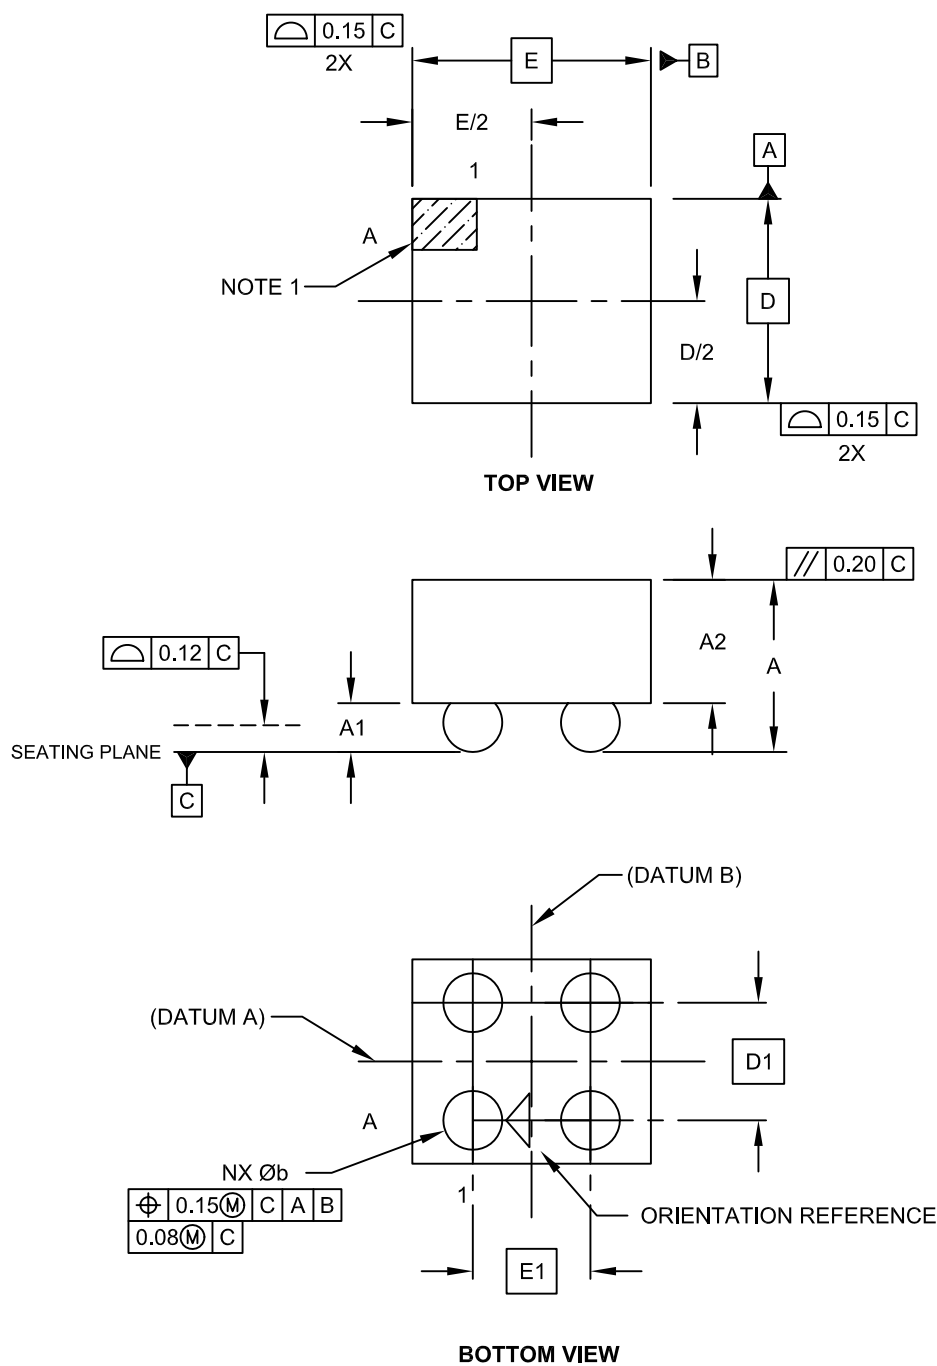 0.15 C
2X
E
B
E/2
1
A
A
NOTE 1
D
D/2
0.15 C
2X
TOP VIEW
0.20 C
A2
A
0.12 C
A1
SEATING PLANE
C
(DATUM B)
(DATUM A)
D1
A
NX Øb
0.15Ⓜ C A B
0.08Ⓜ C
1
ORIENTATION REFERENCE
E1
BOTTOM VIEW